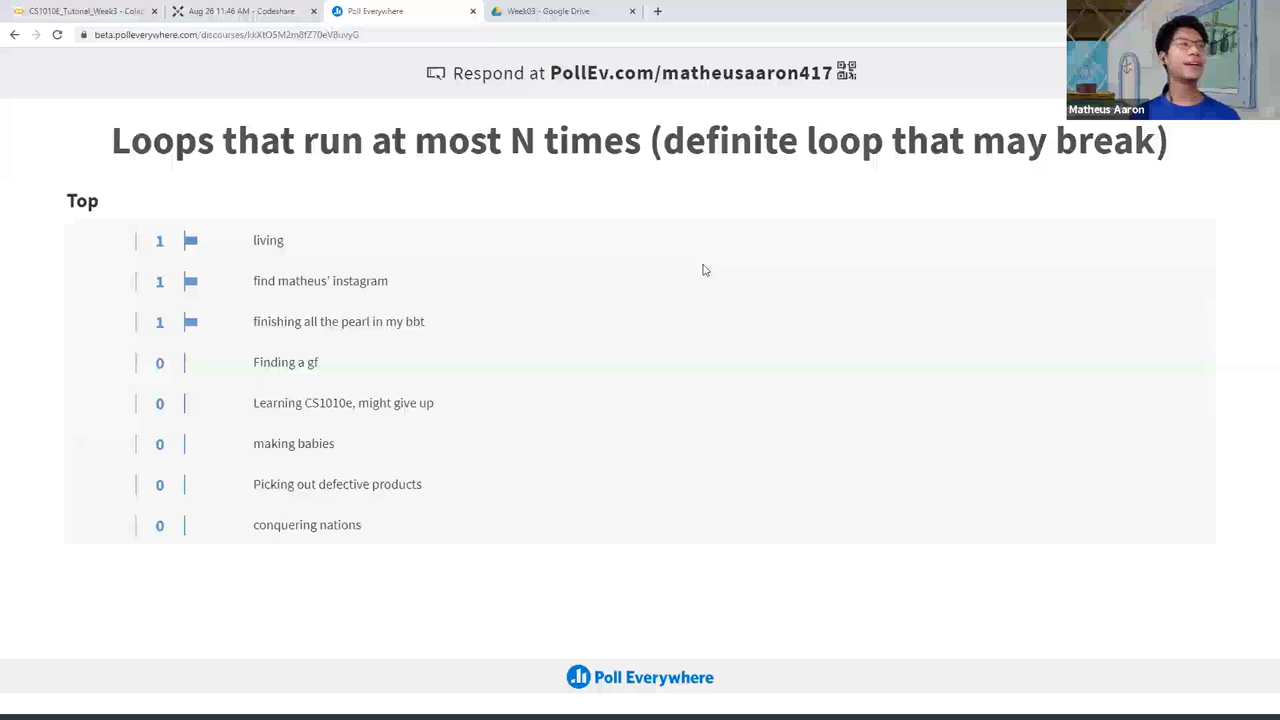 CS1010E_Tutorial_Week3 - Colab
Aug 26 11:46 AM - Codeshare
Poll Everywhere
Week03 - Google Drive
beta.polleverywhere.com/discourses/kkXtO5M2m8fZ70eV8uvyG
Respond at PollEv.com/matheusaaron417
Matheus Aaron
Loops that run at most N times (definite loop that may break)
Top
1 living
1 find matheus' instagram
1 finishing all the pearl in my bbt
0 Finding a gf
0 Learning CS1010e, might give up
0 making babies
0 Picking out defective products
0 conquering nations
Poll Everywhere